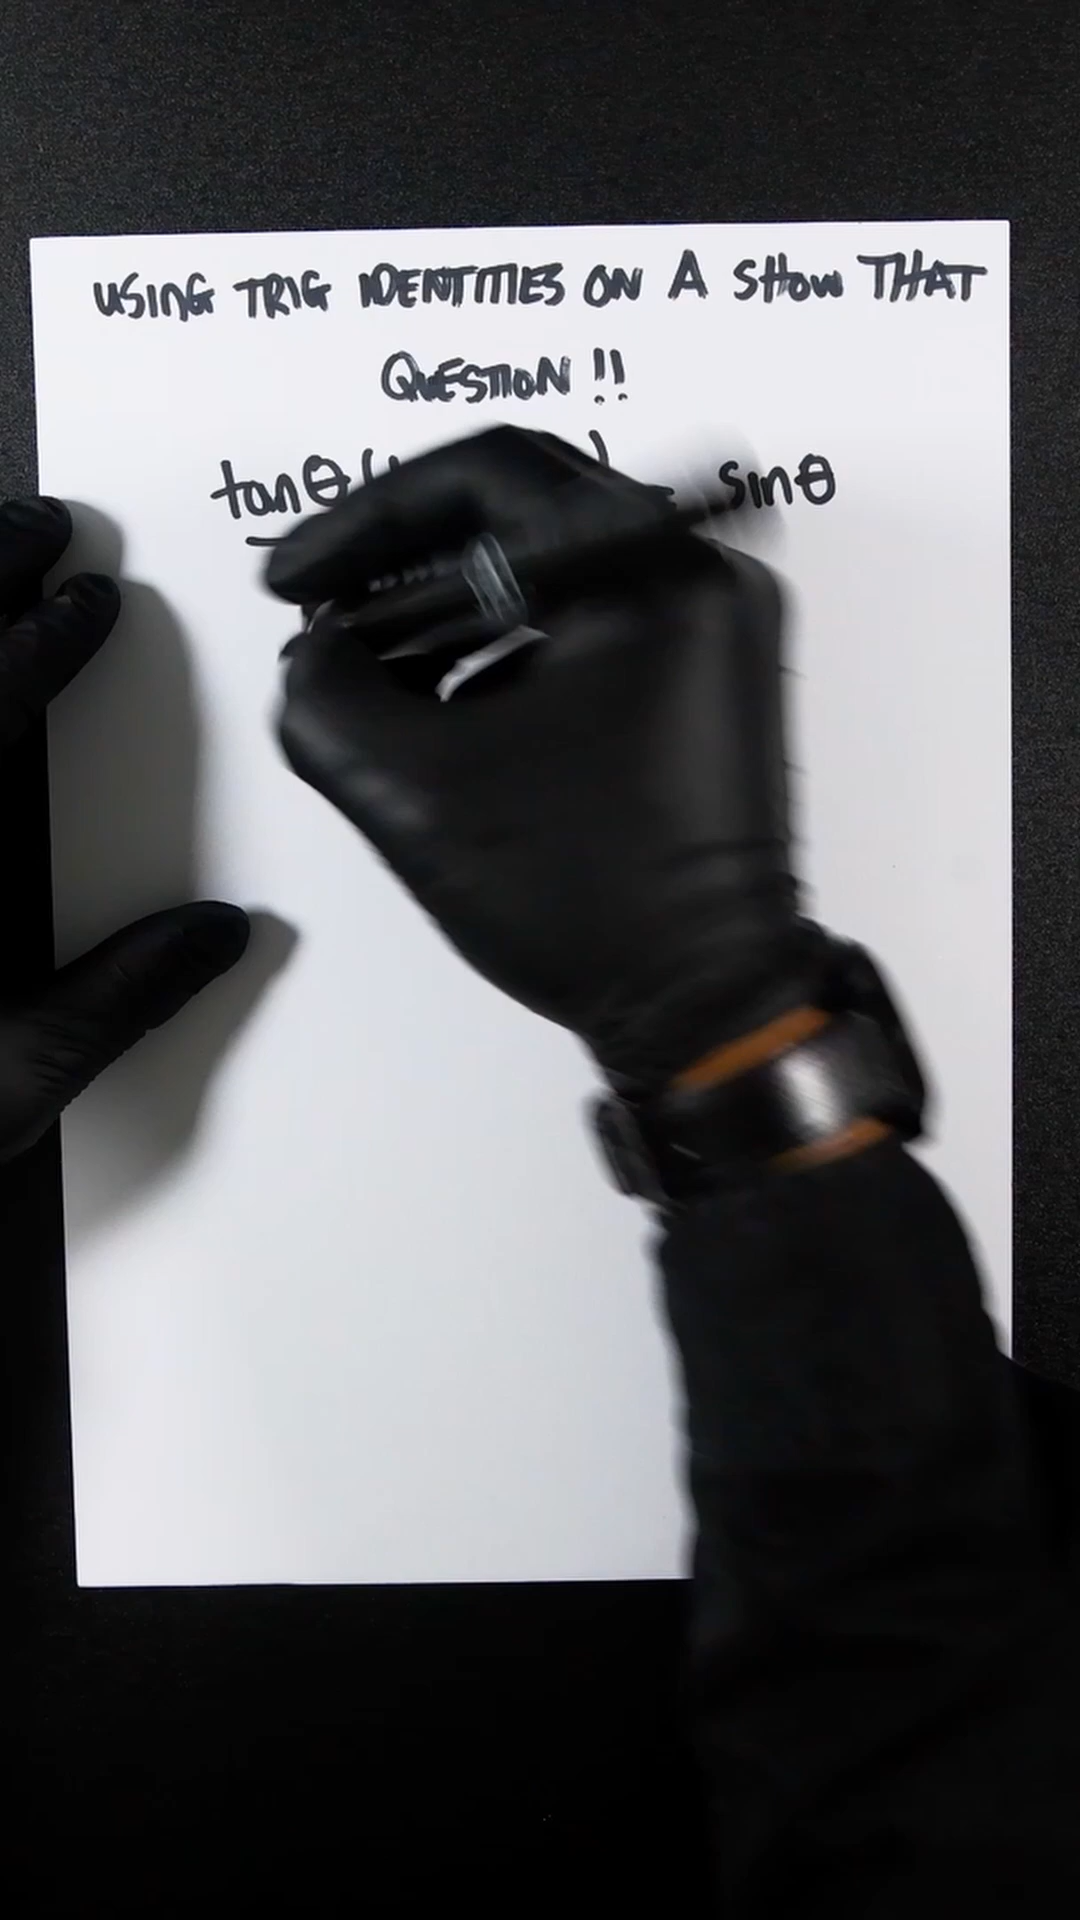 USING TRIG IDENTITIES ON A SHOW THAT
QUESTION !!
tanθ ( ) = sinθ